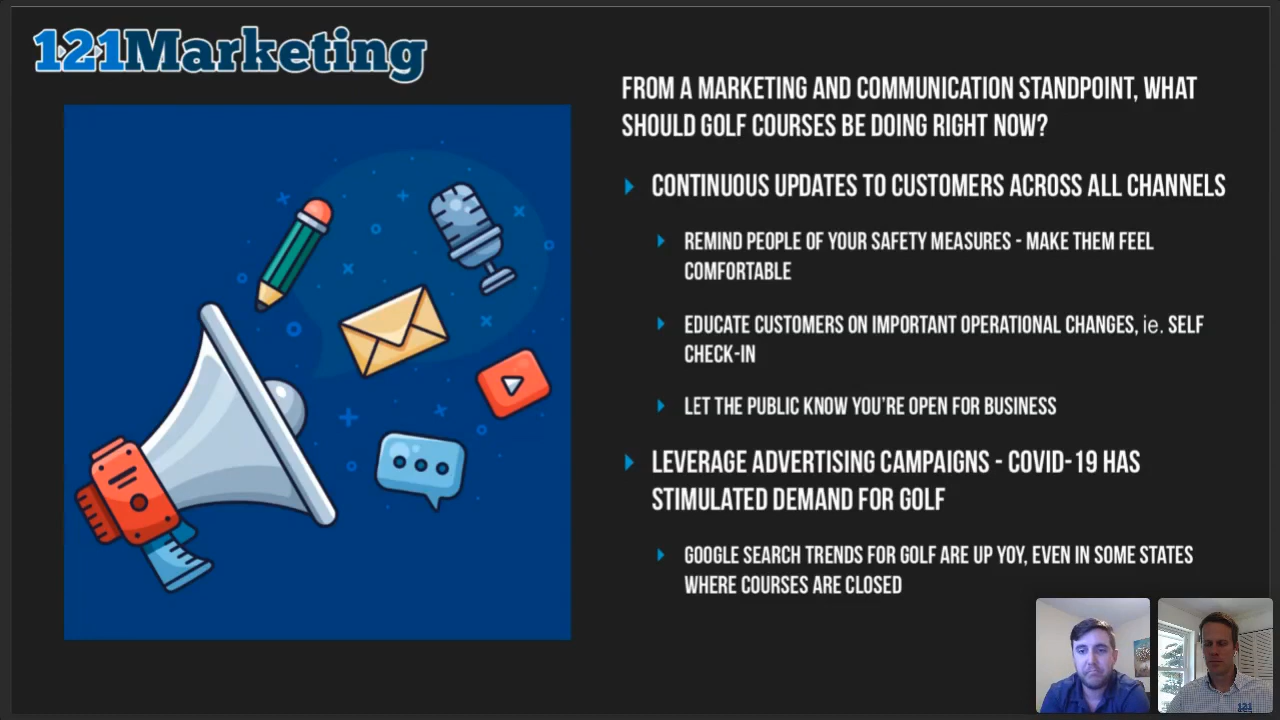 121Marketing
FROM A MARKETING AND COMMUNICATION STANDPOINT, WHAT
SHOULD GOLF COURSES BE DOING RIGHT NOW?
CONTINUOUS UPDATES TO CUSTOMERS ACROSS ALL CHANNELS
REMIND PEOPLE OF YOUR SAFETY MEASURES - MAKE THEM FEEL
COMFORTABLE
EDUCATE CUSTOMERS ON IMPORTANT OPERATIONAL CHANGES, ie. SELF
CHECK-IN
LET THE PUBLIC KNOW YOU'RE OPEN FOR BUSINESS
LEVERAGE ADVERTISING CAMPAIGNS - COVID-19 HAS
STIMULATED DEMAND FOR GOLF
GOOGLE SEARCH TRENDS FOR GOLF ARE UP YOY, EVEN IN SOME STATES
WHERE COURSES ARE CLOSED
121